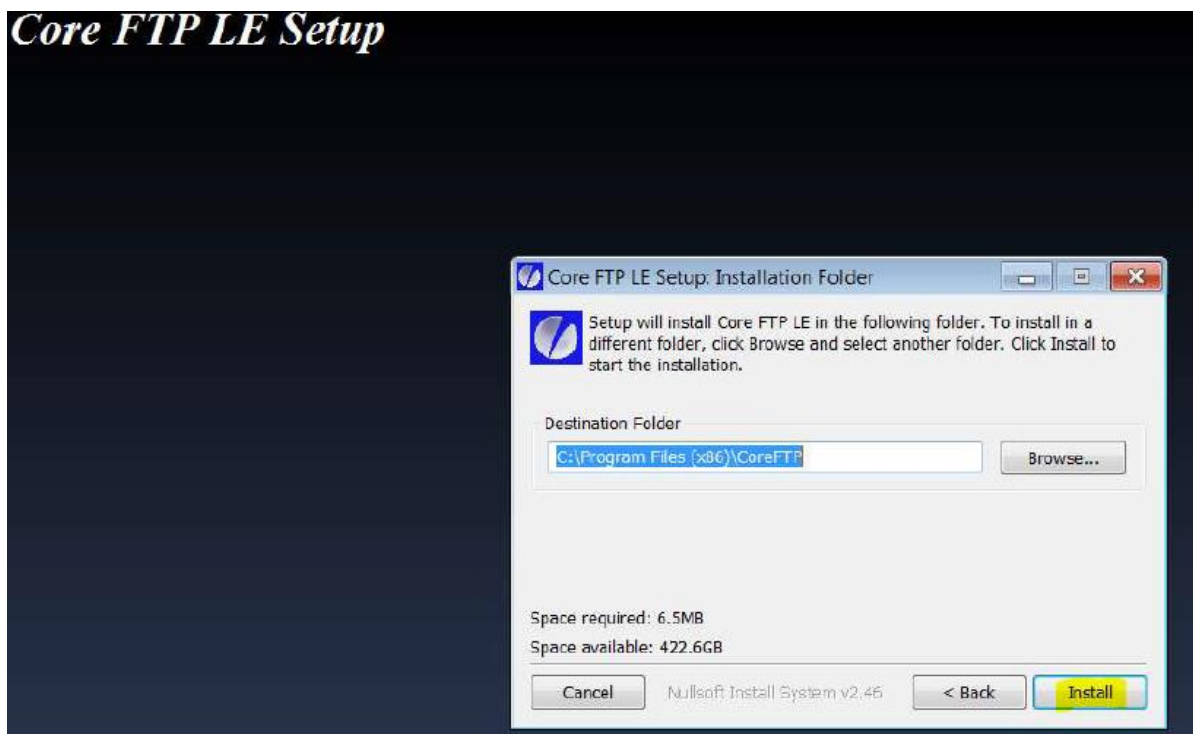 Core FTP LE Setup
Core FTP LE Setup: Installation Folder
Setup will install Core FTP LE in the following folder. To install in a
different folder, click Browse and select another folder. Click Install to
start the installation.
Destination Folder
C:\Program Files (x86)\CoreFTP
Browse...
Space required: 6.5MB
Space available: 422.6GB
Cancel
Nullsoft Install System v2.46
< Back
Install